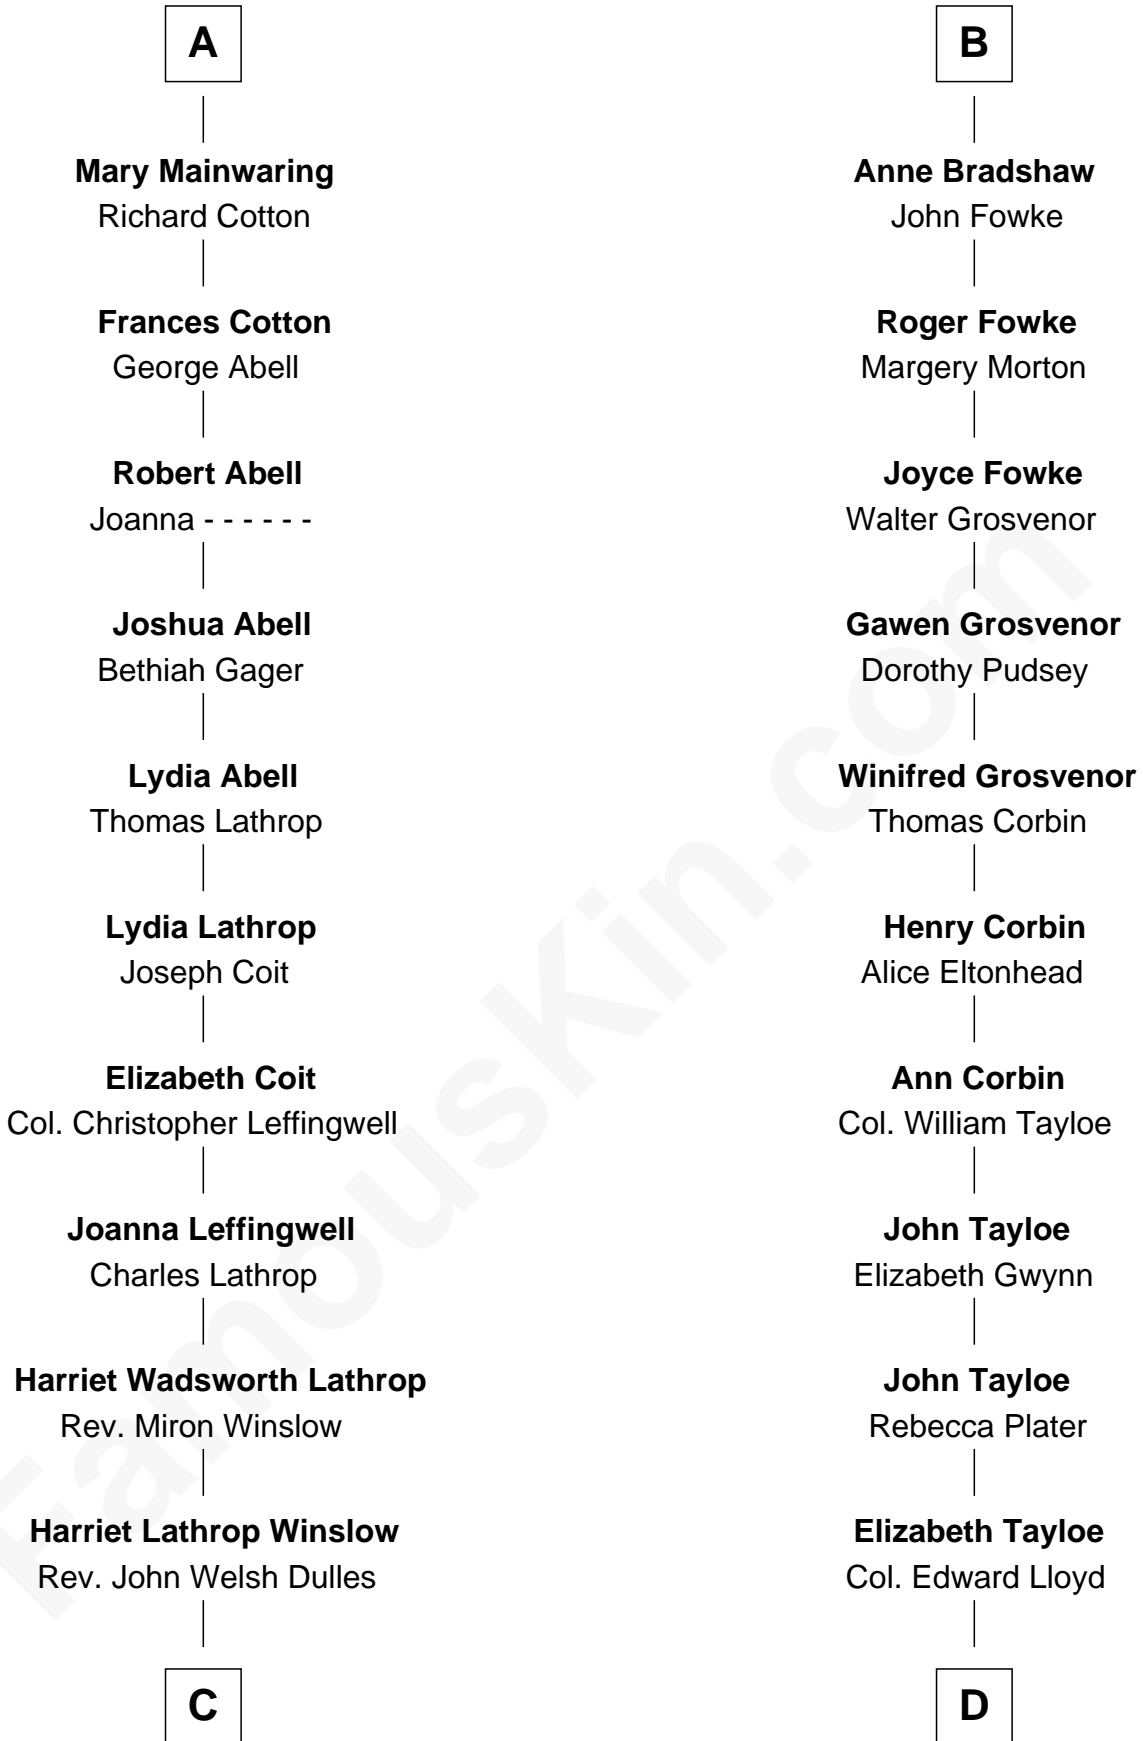 A
Mary Mainwaring
Richard Cotton
Frances Cotton
George Abell
Robert Abell
Joanna - - - - - -
Joshua Abell
Bethiah Gager
Lydia Abell
Thomas Lathrop
Lydia Lathrop
Joseph Coit
Elizabeth Coit
Col. Christopher Leffingwell
Joanna Leffingwell
Charles Lathrop
Harriet Wadsworth Lathrop
Rev. Miron Winslow
Harriet Lathrop Winslow
Rev. John Welsh Dulles
C
B
Anne Bradshaw
John Fowke
Roger Fowke
Margery Morton
Joyce Fowke
Walter Grosvenor
Gawen Grosvenor
Dorothy Pudsey
Winifred Grosvenor
Thomas Corbin
Henry Corbin
Alice Eltonhead
Ann Corbin
Col. William Tayloe
John Tayloe
Elizabeth Gwynn
John Tayloe
Rebecca Plater
Elizabeth Tayloe
Col. Edward Lloyd
D
FamousKin.com